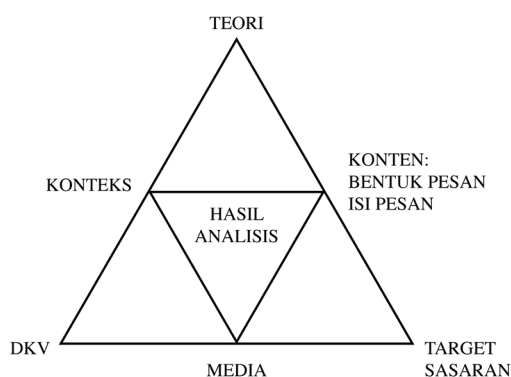 TEORI
KONTEKS
KONTEN:
BENTUK PESAN
ISI PESAN
HASIL
ANALISIS
DKV
MEDIA
TARGET
SASARAN